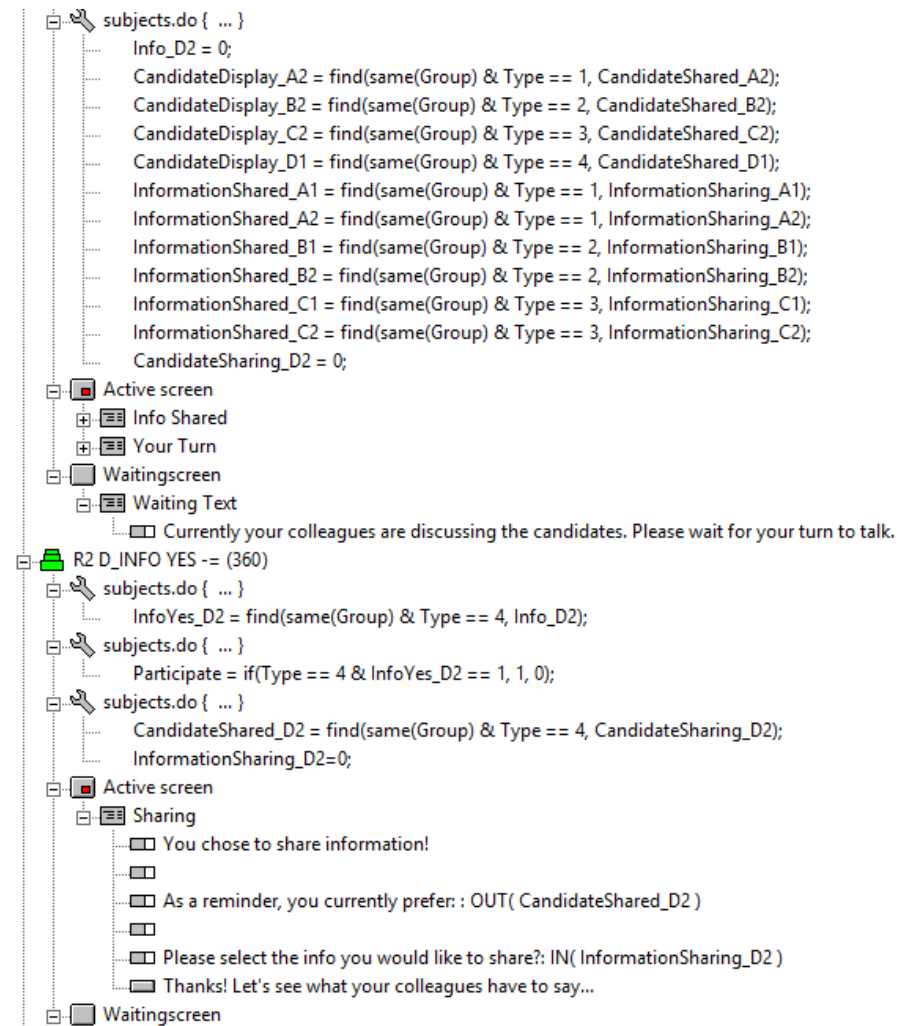 subjects.do { ... }
Info_D2 = 0;
CandidateDisplay_A2 = find(same(Group) & Type == 1, CandidateShared_A2);
CandidateDisplay_B2 = find(same(Group) & Type == 2, CandidateShared_B2);
CandidateDisplay_C2 = find(same(Group) & Type == 3, CandidateShared_C2);
CandidateDisplay_D1 = find(same(Group) & Type == 4, CandidateShared_D1);
InformationShared_A1 = find(same(Group) & Type == 1, InformationSharing_A1);
InformationShared_A2 = find(same(Group) & Type == 1, InformationSharing_A2);
InformationShared_B1 = find(same(Group) & Type == 2, InformationSharing_B1);
InformationShared_B2 = find(same(Group) & Type == 2, InformationSharing_B2);
InformationShared_C1 = find(same(Group) & Type == 3, InformationSharing_C1);
InformationShared_C2 = find(same(Group) & Type == 3, InformationSharing_C2);
CandidateSharing_D2 = 0;
Active screen
Info Shared
Your Turn
Waitingscreen
Waiting Text
Currently your colleagues are discussing the candidates. Please wait for your turn to talk.
R2 D_INFO YES -= (360)
subjects.do { ... }
InfoYes_D2 = find(same(Group) & Type == 4, Info_D2);
subjects.do { ... }
Participate = if(Type == 4 & InfoYes_D2 == 1, 1, 0);
subjects.do { ... }
CandidateShared_D2 = find(same(Group) & Type == 4, CandidateSharing_D2);
InformationSharing_D2=0;
Active screen
Sharing
You chose to share information!
As a reminder, you currently prefer: : OUT( CandidateShared_D2 )
Please select the info you would like to share?: IN( InformationSharing_D2 )
Thanks! Let's see what your colleagues have to say...
Waitingscreen